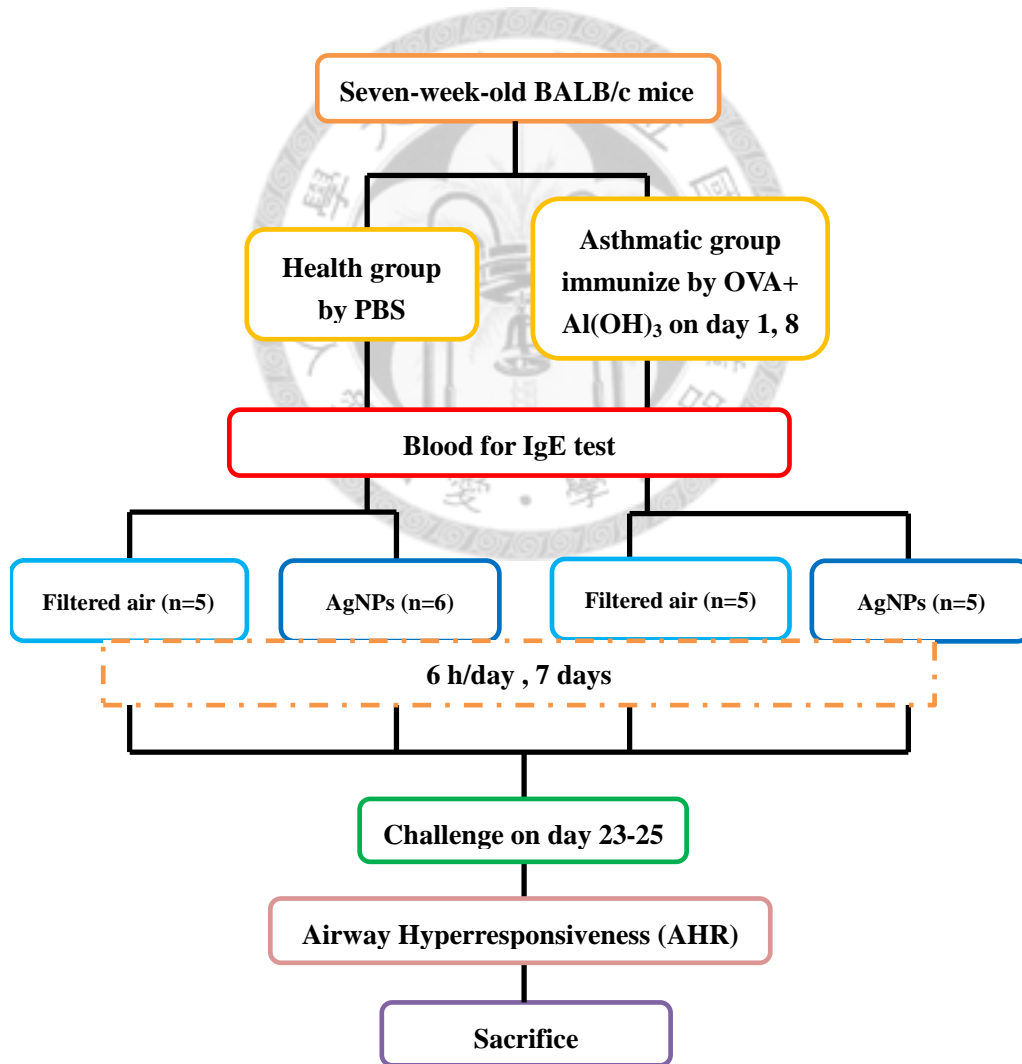 Seven-week-old BALB/c mice
Health group
by PBS
Asthmatic group
immunize by OVA+
Al(OH)₃ on day 1, 8
Blood for IgE test
Filtered air (n=5)
AgNPs (n=6)
Filtered air (n=5)
AgNPs (n=5)
6 h/day , 7 days
Challenge on day 23-25
Airway Hyperresponsiveness (AHR)
Sacrifice